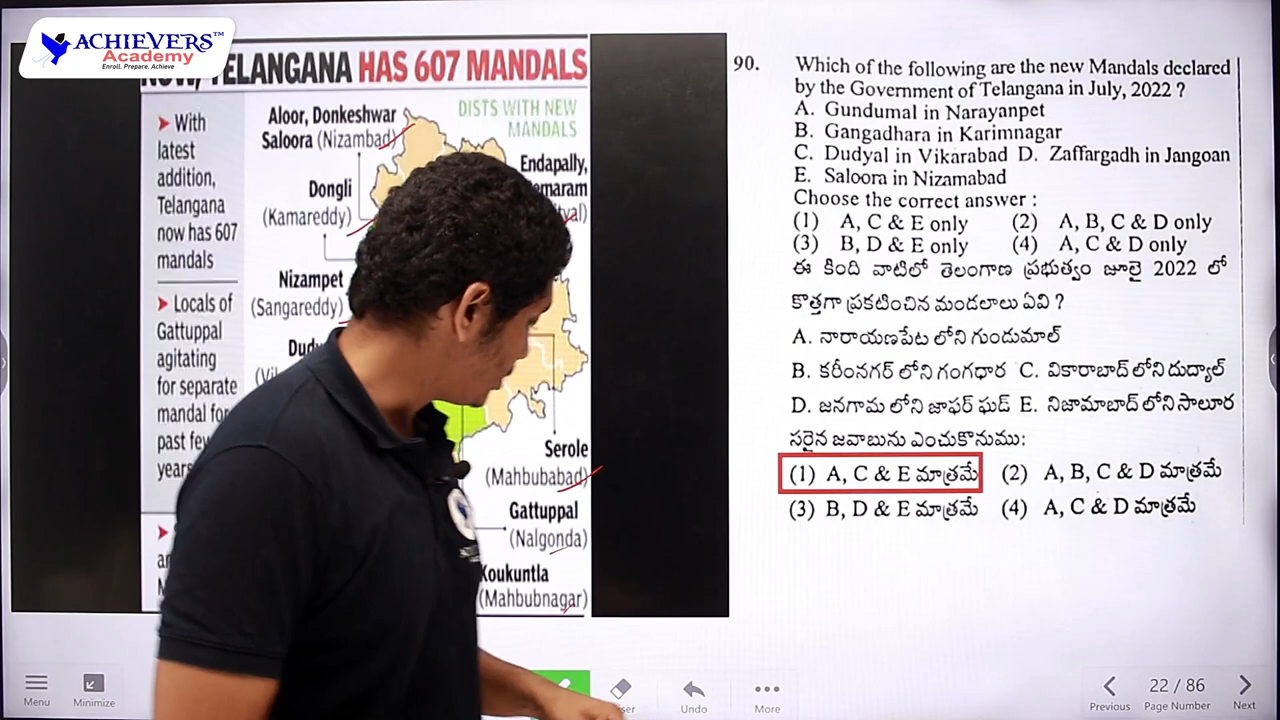 ACHIEVERS™
Academy
Enroll. Prepare. Achieve
NOW, TELANGANA HAS 607 MANDALS
➤ With
latest
addition,
Telangana
now has 607
mandals
➤ Locals of
Gattuppal
agitating
for separate
mandal for
past few
years
Aloor, Donkeshwar
Saloora (Nizambad)
DISTS WITH NEW
MANDALS
Dongli
(Kamareddy)
Endapally,
Nizampet
(Sangareddy)
Serole
(Mahbubabad)
Gattuppal
(Nalgonda)
Koukuntla
(Mahbubnagar)
90. Which of the following are the new Mandals declared
by the Government of Telangana in July, 2022 ?
A. Gundumal in Narayanpet
B. Gangadhara in Karimnagar
C. Dudyal in Vikarabad D. Zaffargadh in Jangoan
E. Saloora in Nizamabad
Choose the correct answer :
(1) A, C & E only (2) A, B, C & D only
(3) B, D & E only (4) A, C & D only
ఈ కింది వాటిలో తెలంగాణ ప్రభుత్వం జూలై 2022 లో
కొత్తగా ప్రకటించిన మండలాలు ఏవి ?
A. నారాయణపేట లోని గుండుమాల్
B. కరీంనగర్ లోని గంగధార C. వికారాబాద్ లోని దుద్యాల్
D. జనగామ లోని జాఫర్ ఘడ్ E. నిజామాబాద్ లోని సాలూర
సరైన జవాబును ఎంచుకొనుము:
(1) A, C & E మాత్రమే (2) A, B, C & D మాత్రమే
(3) B, D & E మాత్రమే (4) A, C & D మాత్రమే
Menu
Minimize
Undo
More
22 / 86
Previous Page Number Next